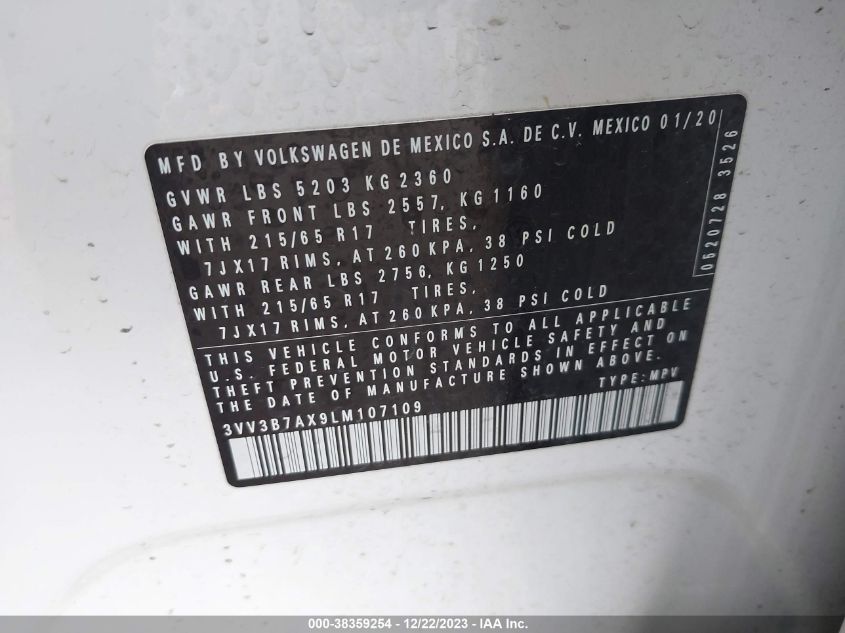 MFD BY VOLKSWAGEN DE MEXICO S.A. DE C.V. MEXICO 01/20
GVWR LBS 5203 KG 2360
GAWR FRONT LBS 2557, KG 1160
WITH 215/65 R17 TIRES,
7JX17 RIMS, AT 260 KPA, 38 PSI COLD
GAWR REAR LBS 2756, KG 1250
WITH 215/65 R17 TIRES,
7JX17 RIMS, AT 260 KPA, 38 PSI COLD
THIS VEHICLE CONFORMS TO ALL APPLICABLE
U.S. FEDERAL MOTOR VEHICLE SAFETY AND
THEFT PREVENTION STANDARDS IN EFFECT ON
THE DATE OF MANUFACTURE SHOWN ABOVE.
3VV3B7AX9LM107109 TYPE: MPV
0620728 3526
000-38359254 - 12/22/2023 - IAA Inc.